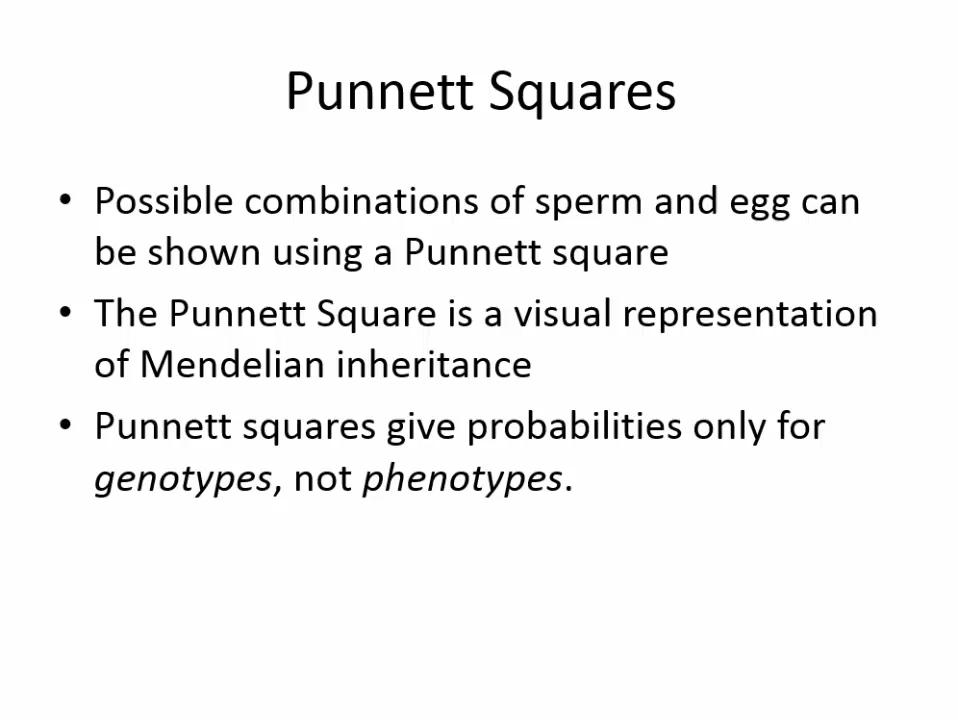 Punnett Squares
• Possible combinations of sperm and egg can
be shown using a Punnett square
• The Punnett Square is a visual representation
of Mendelian inheritance
• Punnett squares give probabilities only for
genotypes, not phenotypes.